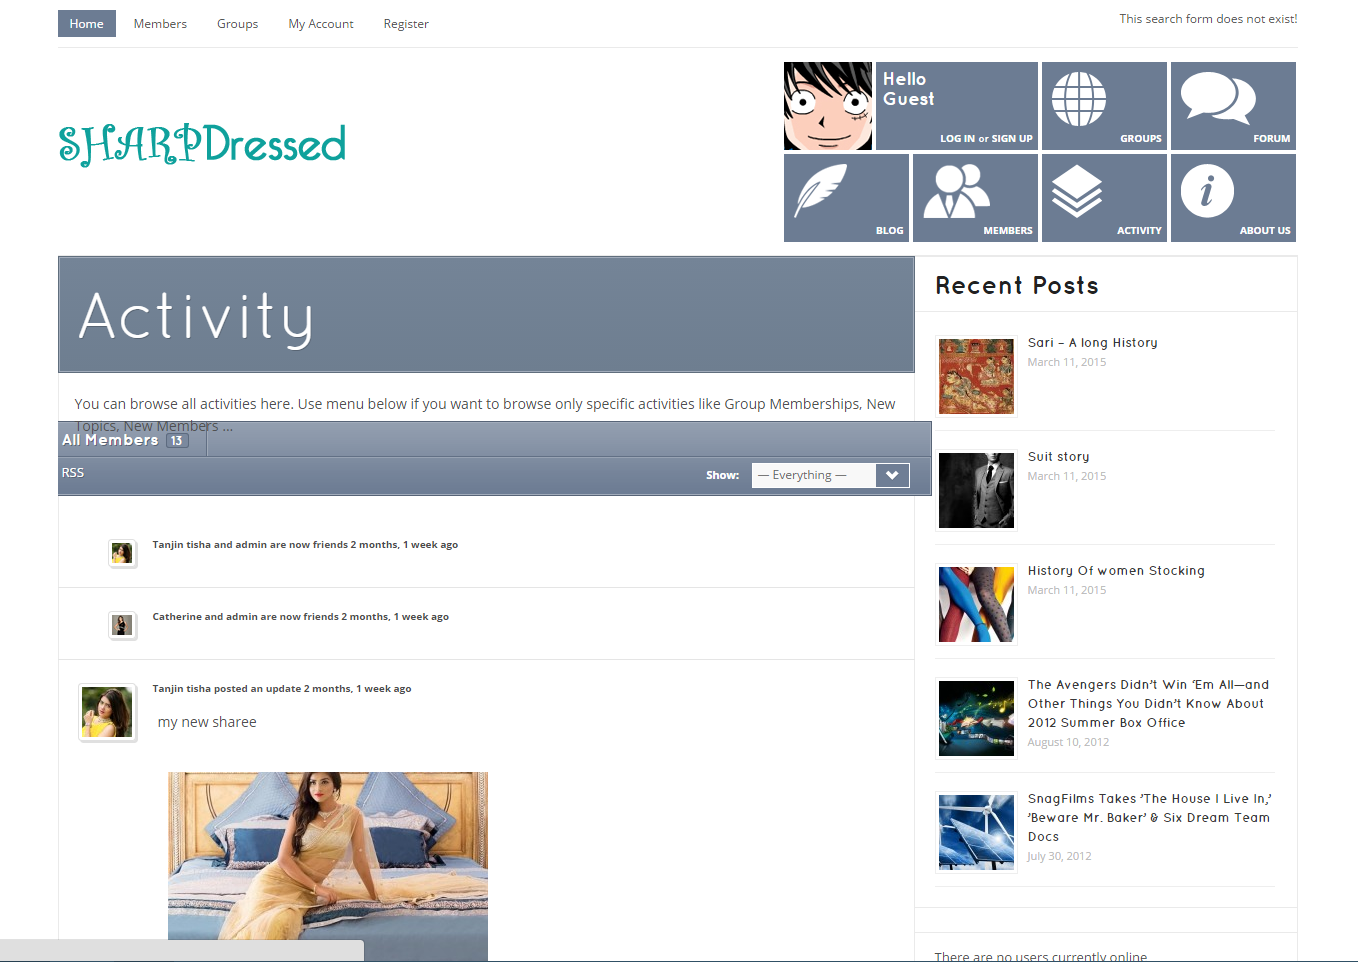 Home Members Groups My Account Register
This search form does not exist!
SHARPDressed
Hello
Guest
LOG IN or SIGN UP
GROUPS
FORUM
BLOG
MEMBERS
ACTIVITY
ABOUT US
Activity
You can browse all activities here. Use menu below if you want to browse only specific activities like Group Memberships, New
Topics, New Members ...
All Members 13
RSS
Show: — Everything —
Tanjin tisha and admin are now friends 2 months, 1 week ago
Catherine and admin are now friends 2 months, 1 week ago
Tanjin tisha posted an update 2 months, 1 week ago
my new sharee
Recent Posts
Sari – A long History
March 11, 2015
Suit story
March 11, 2015
History Of women Stocking
March 11, 2015
The Avengers Didn’t Win ‘Em All—and
Other Things You Didn’t Know About
2012 Summer Box Office
August 10, 2012
SnagFilms Takes ’The House I Live In,’
’Beware Mr. Baker’ & Six Dream Team
Docs
July 30, 2012
There are no users currently online